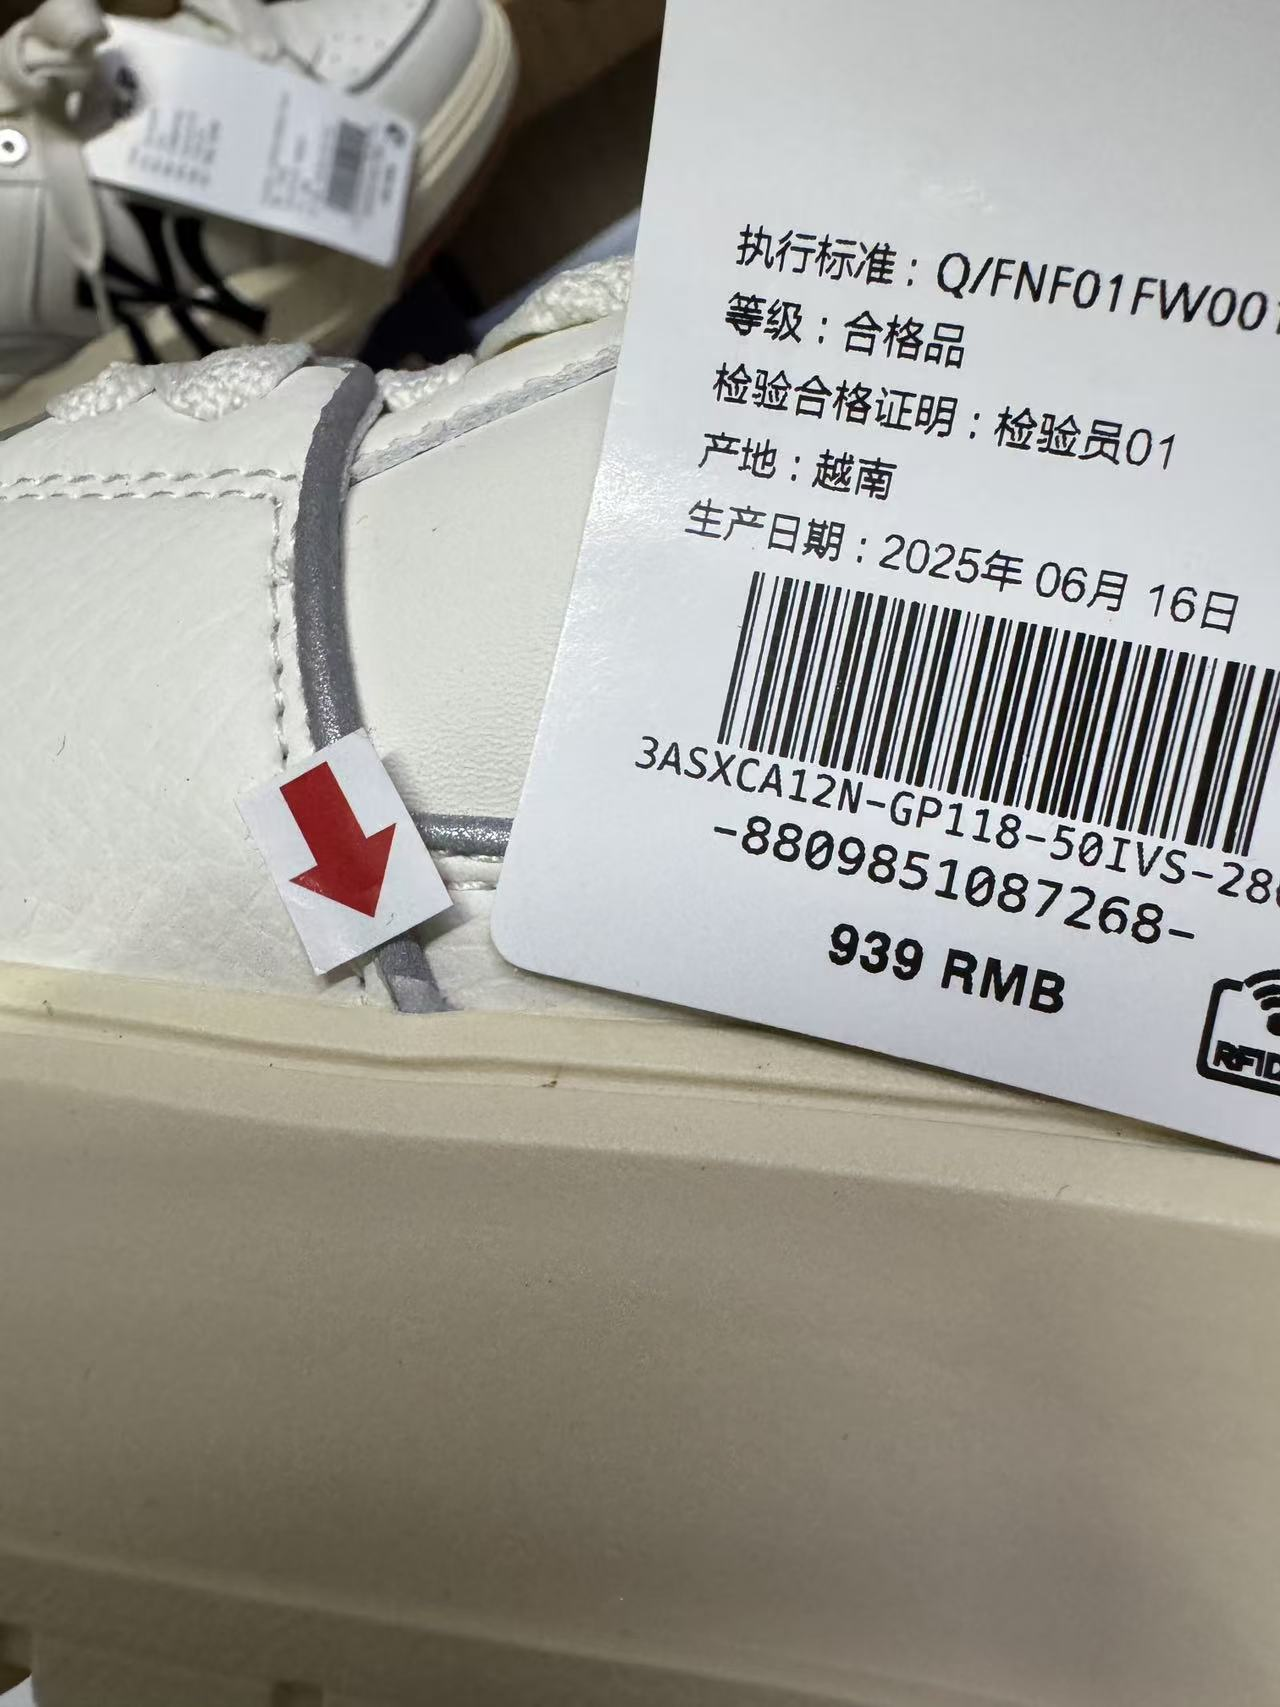 执行标准：Q/FNF01FW001
等级：合格品
检验合格证明：检验员01
产地：越南
生产日期：2025年 06月 16日
3ASXCA12N-GP118-50IVS-280
-8809851087268-
939 RMB
RFID